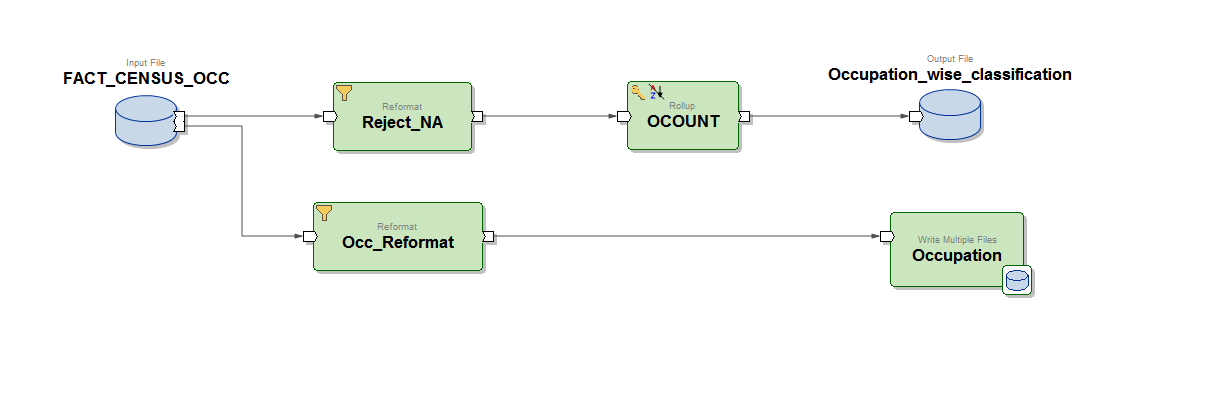 Input File
FACT_CENSUS_OCC
Reformat
Reject_NA
A
Z
Rollup
OCOUNT
Output File
Occupation_wise_classification
Reformat
Occ_Reformat
Write Multiple Files
Occupation